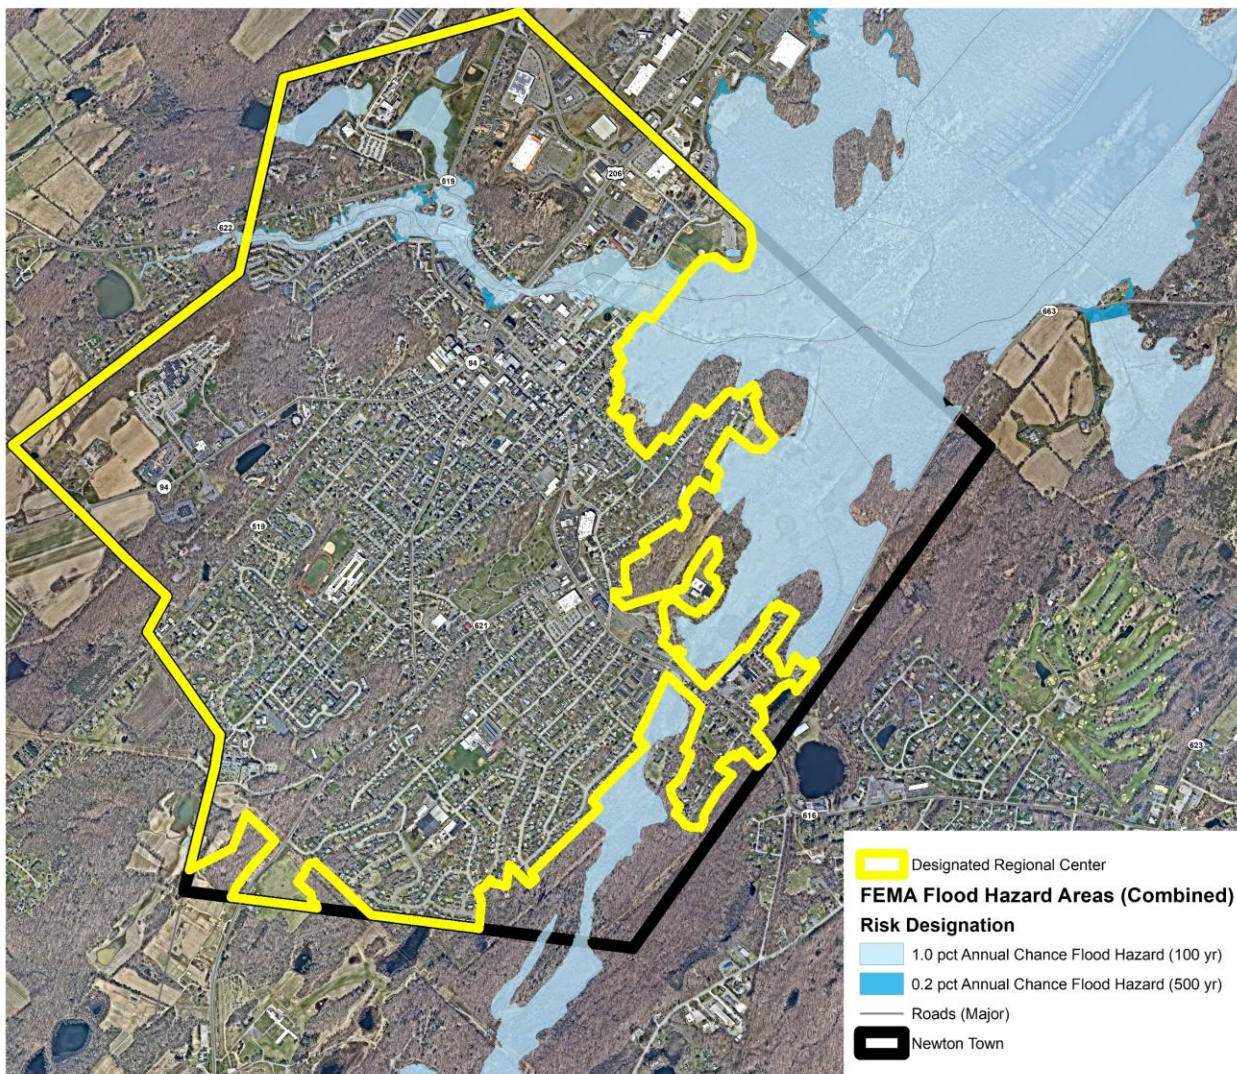 519
206
622
663
94
94
519
621
623
616
Designated Regional Center
FEMA Flood Hazard Areas (Combined)
Risk Designation
1.0 pct Annual Chance Flood Hazard (100 yr)
0.2 pct Annual Chance Flood Hazard (500 yr)
Roads (Major)
Newton Town